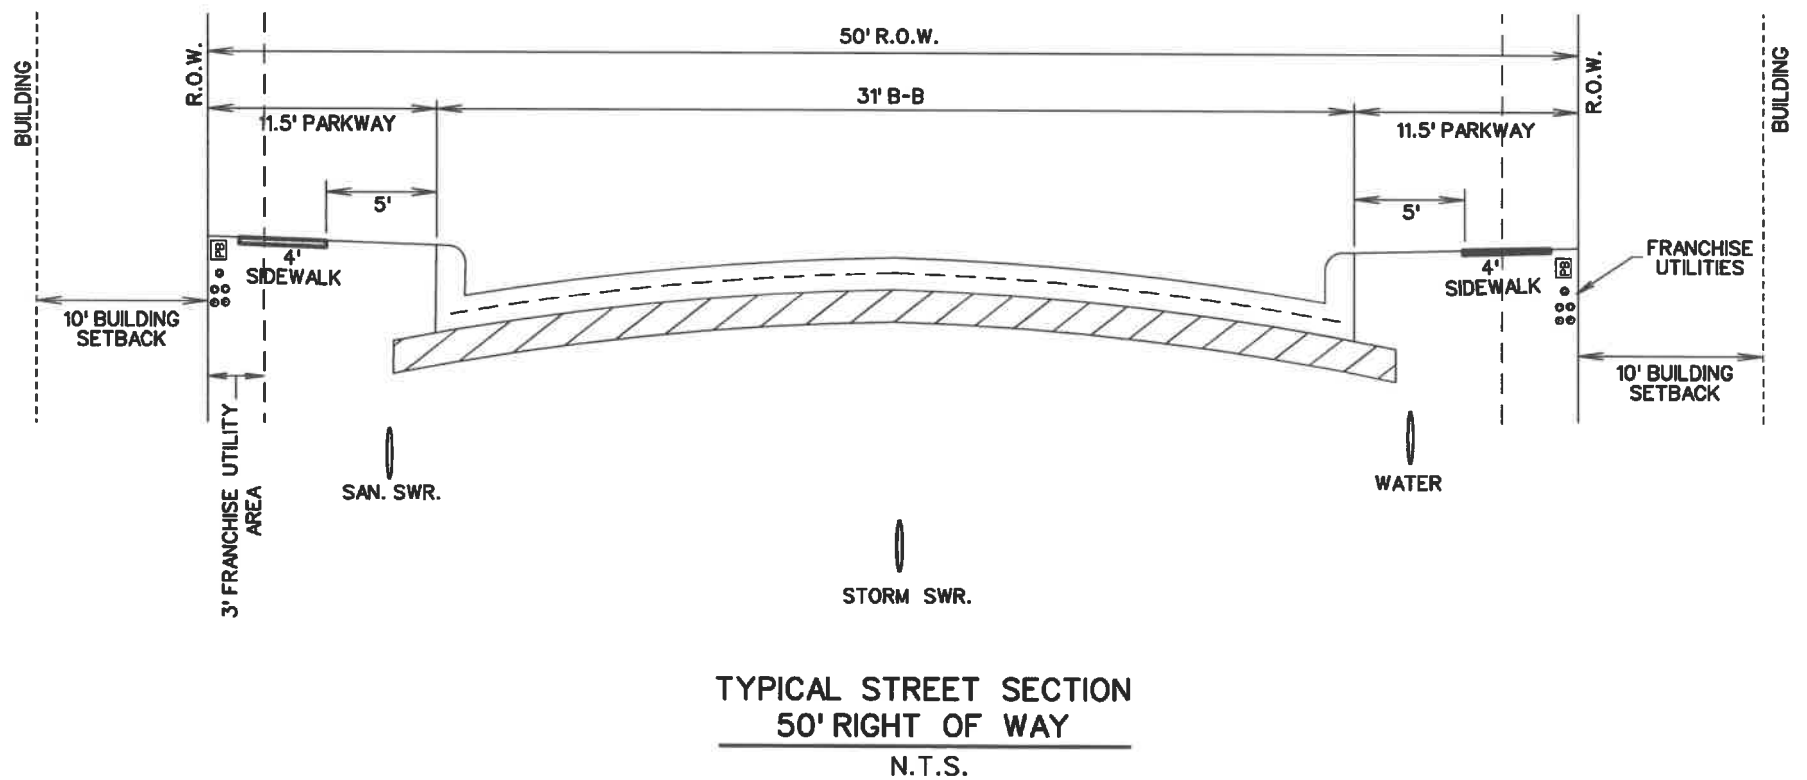 50' R.O.W.
BUILDING
R.O.W.
R.O.W.
BUILDING
31' B-B
11.5' PARKWAY
11.5' PARKWAY
5'
5'
PB
4'
SIDEWALK
4'
SIDEWALK
PB
FRANCHISE
UTILITIES
10' BUILDING
SETBACK
10' BUILDING
SETBACK
3' FRANCHISE UTILITY
AREA
SAN. SWR.
WATER
STORM SWR.
TYPICAL STREET SECTION
50' RIGHT OF WAY
N.T.S.